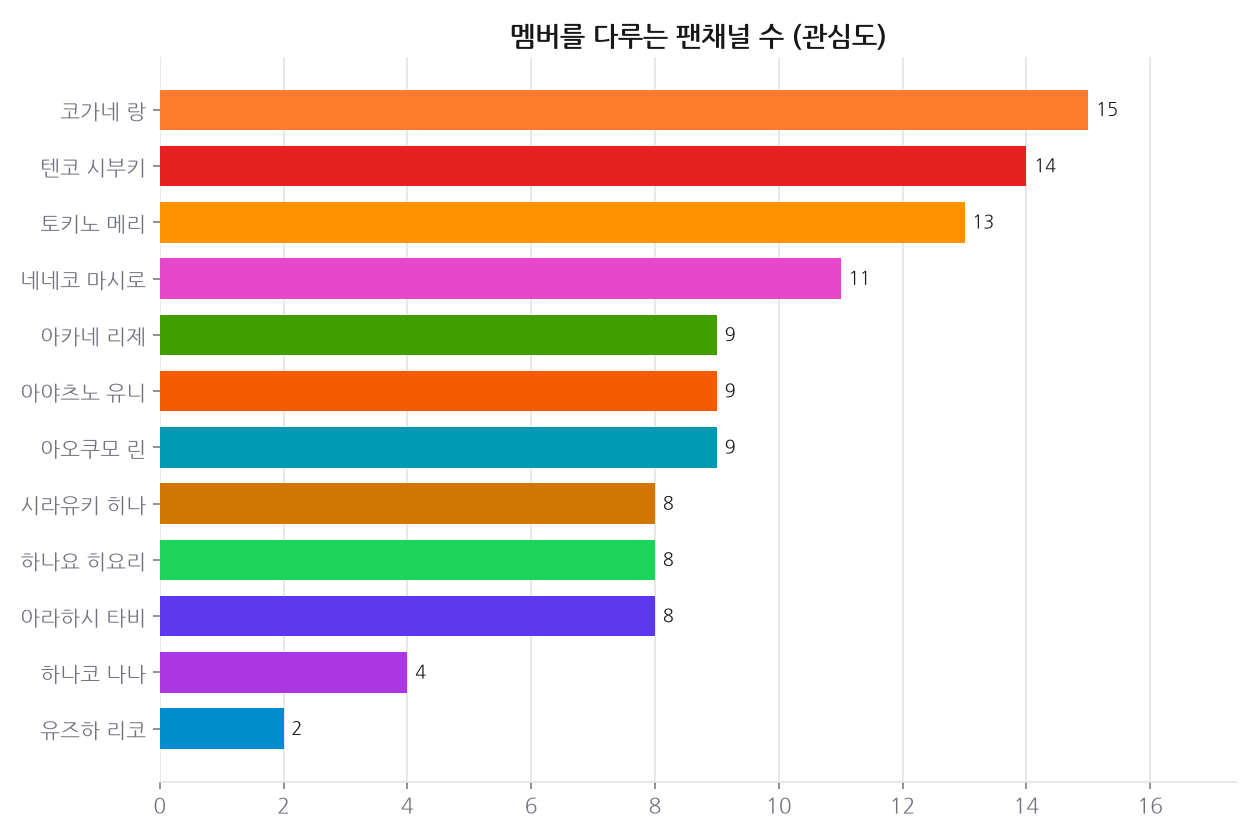 멤버를 다루는 팬채널 수 (관심도)
코가네 랑 15
텐코 시부키 14
토키노 메리 13
네네코 마시로 11
아카네 리제 9
아야츠노 유니 9
아오쿠모 린 9
시라유키 히나 8
하나요 히요리 8
아라하시 타비 8
하나코 나나 4
유즈하 리코 2
0 2 4 6 8 10 12 14 16